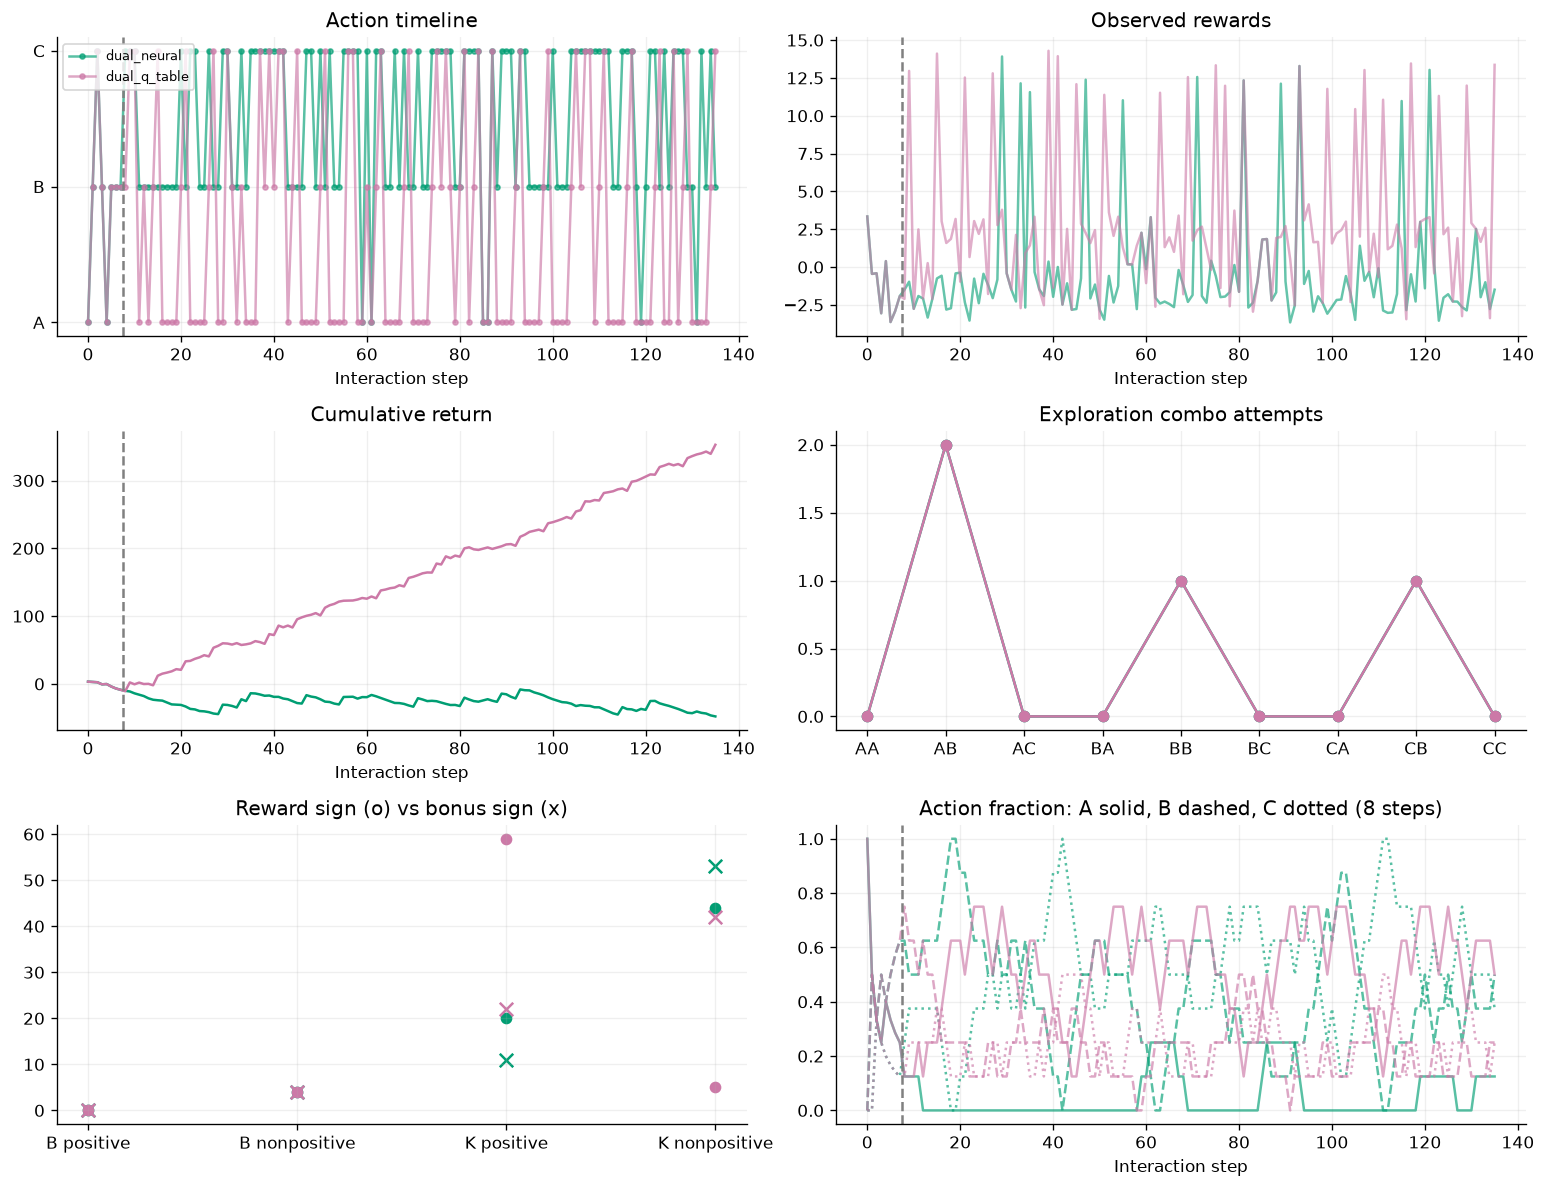 Action timeline
C
B
A
dual_neural
dual_q_table
0 20 40 60 80 100 120 140
Interaction step
Observed rewards
15.0
12.5
10.0
7.5
5.0
2.5
0.0
−2.5
0 20 40 60 80 100 120 140
Interaction step
Cumulative return
300
200
100
0
0 20 40 60 80 100 120 140
Interaction step
Exploration combo attempts
2.0
1.5
1.0
0.5
0.0
AA AB AC BA BB BC CA CB CC
Reward sign (o) vs bonus sign (x)
60
50
40
30
20
10
0
B positive B nonpositive K positive K nonpositive
Action fraction: A solid, B dashed, C dotted (8 steps)
1.0
0.8
0.6
0.4
0.2
0.0
0 20 40 60 80 100 120 140
Interaction step